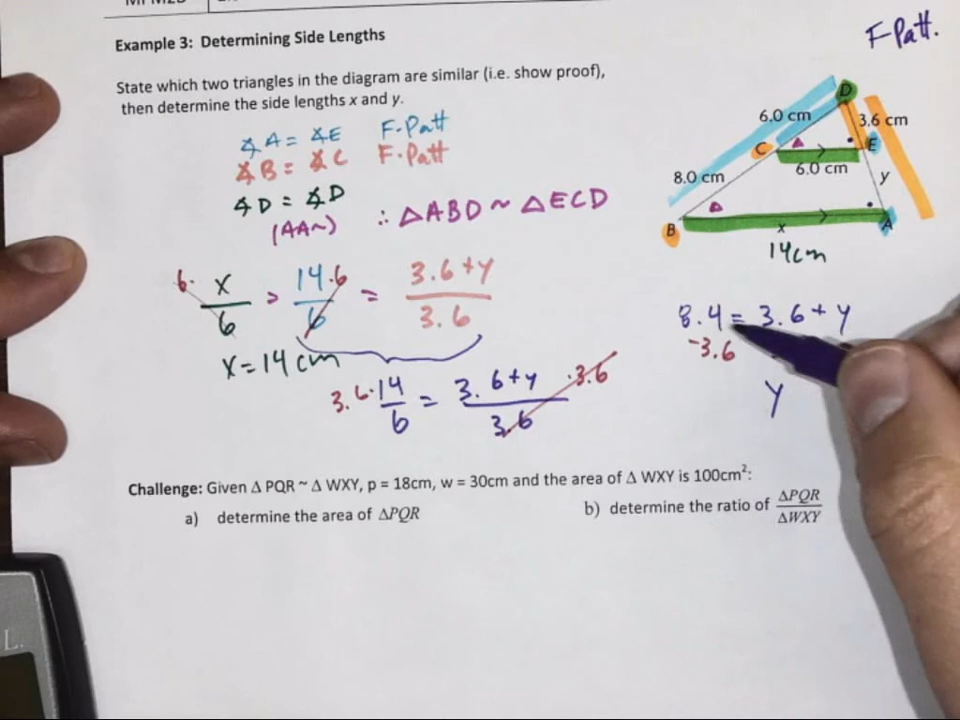 F-Patt.
Example 3: Determining Side Lengths
State which two triangles in the diagram are similar (i.e. show proof),
then determine the side lengths x and y.
∡A = ∡E F-Patt
∡B = ∡C F-Patt
∡D = ∡D
(AA~) ∴ △ABD ~ △ECD
D
6.0 cm
3.6 cm
C
E
6.0 cm
8.0 cm
y
B
A
x
14cm
6· x/6 = 14·6/6 = 3.6+y/3.6
x=14cm
3.6·14/6 = 3.6+y/3.6 ·3.6
8.4 = 3.6+y
-3.6
y
Challenge: Given Δ PQR ~ Δ WXY, p = 18cm, w = 30cm and the area of Δ WXY is 100cm²:
a) determine the area of ΔPQR
b) determine the ratio of ΔPQR/ΔWXY
L.